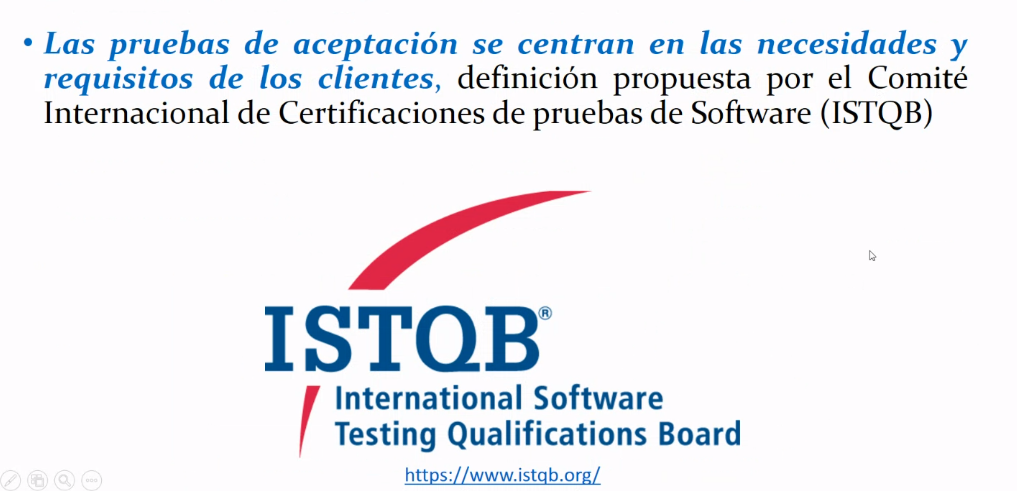 • Las pruebas de aceptación se centran en las necesidades y
requisitos de los clientes, definición propuesta por el Comité
Internacional de Certificaciones de pruebas de Software (ISTQB)
ISTQB®
International Software
Testing Qualifications Board
https://www.istqb.org/